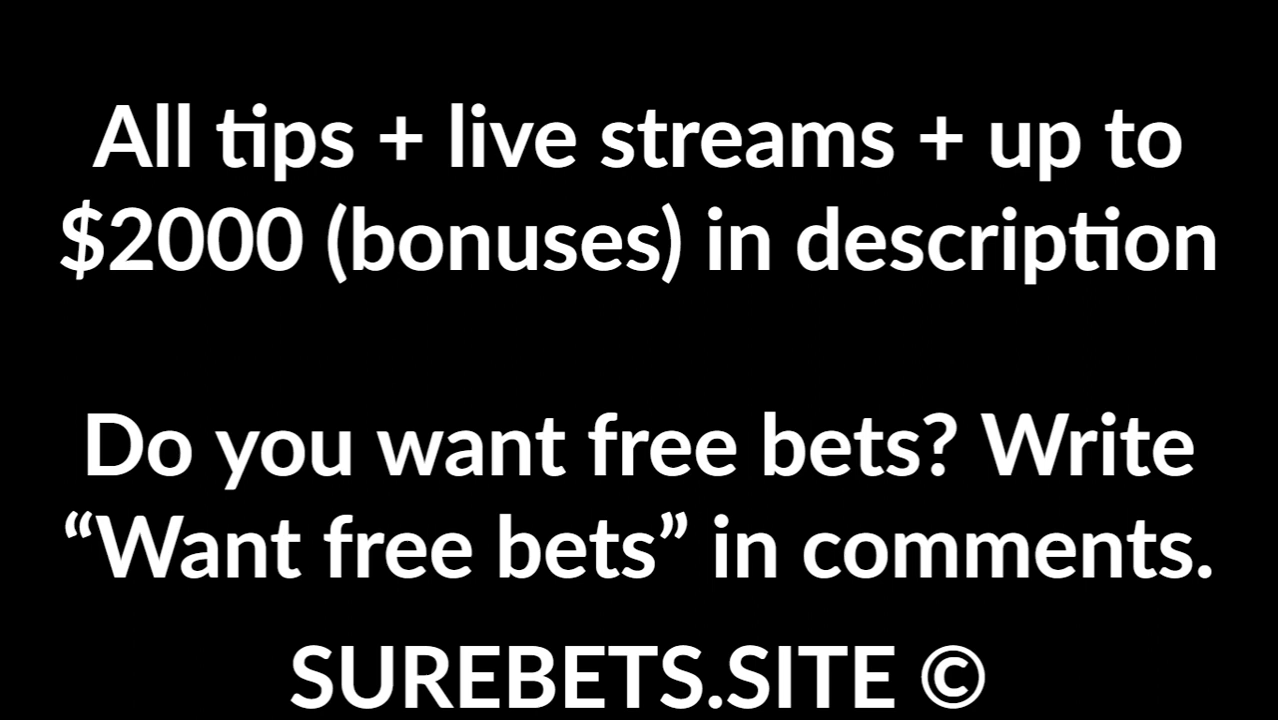 All tips + live streams + up to
$2000 (bonuses) in description
Do you want free bets? Write
“Want free bets” in comments.
SUREBETS.SITE ©